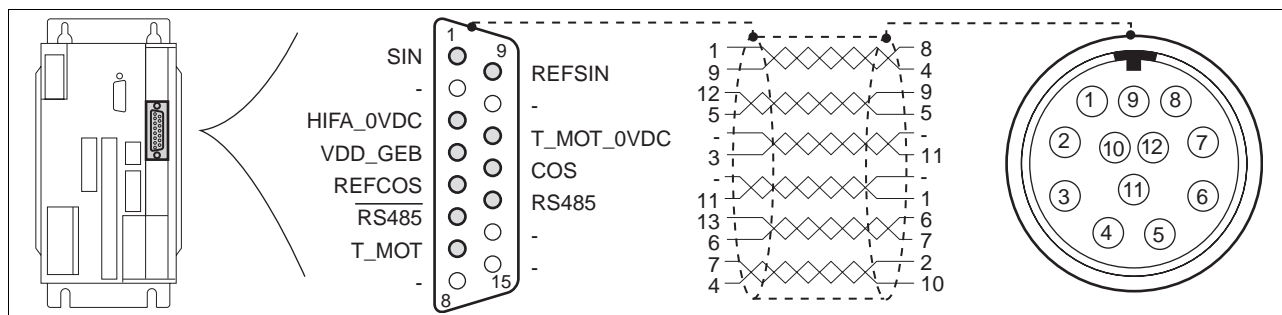 1
9
SIN
REFSIN
-
-
HIFA_0VDC
T_MOT_0VDC
VDD_GEB
COS
REFCOS
RS485
RS485
-
T_MOT
-
-
8
15
1 8
9 4
12 9
5 5
- -
3 11
- -
11 1
13 6
6 7
7 2
4 10
1 9 8
2 10 12 7
11
3 6
4 5